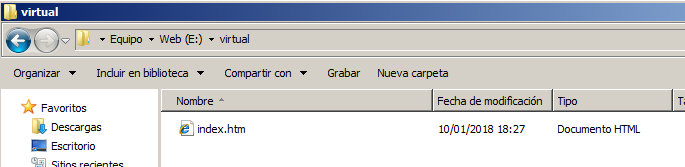 virtual
Equipo Web (E:) virtual
Organizar Incluir en biblioteca Compartir con Grabar Nueva carpeta
Favoritos
Descargas
Escritorio
Sitios recientes
Nombre Fecha de modificación Tipo
index.htm 10/01/2018 18:27 Documento HTML